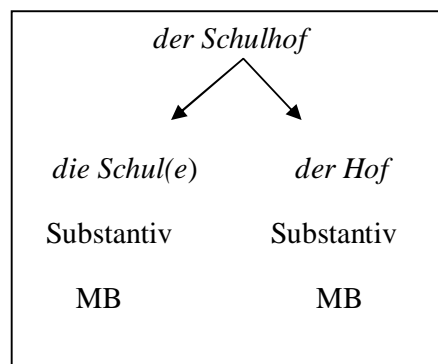 der Schulhof
die Schul(e) der Hof
Substantiv Substantiv
MB MB